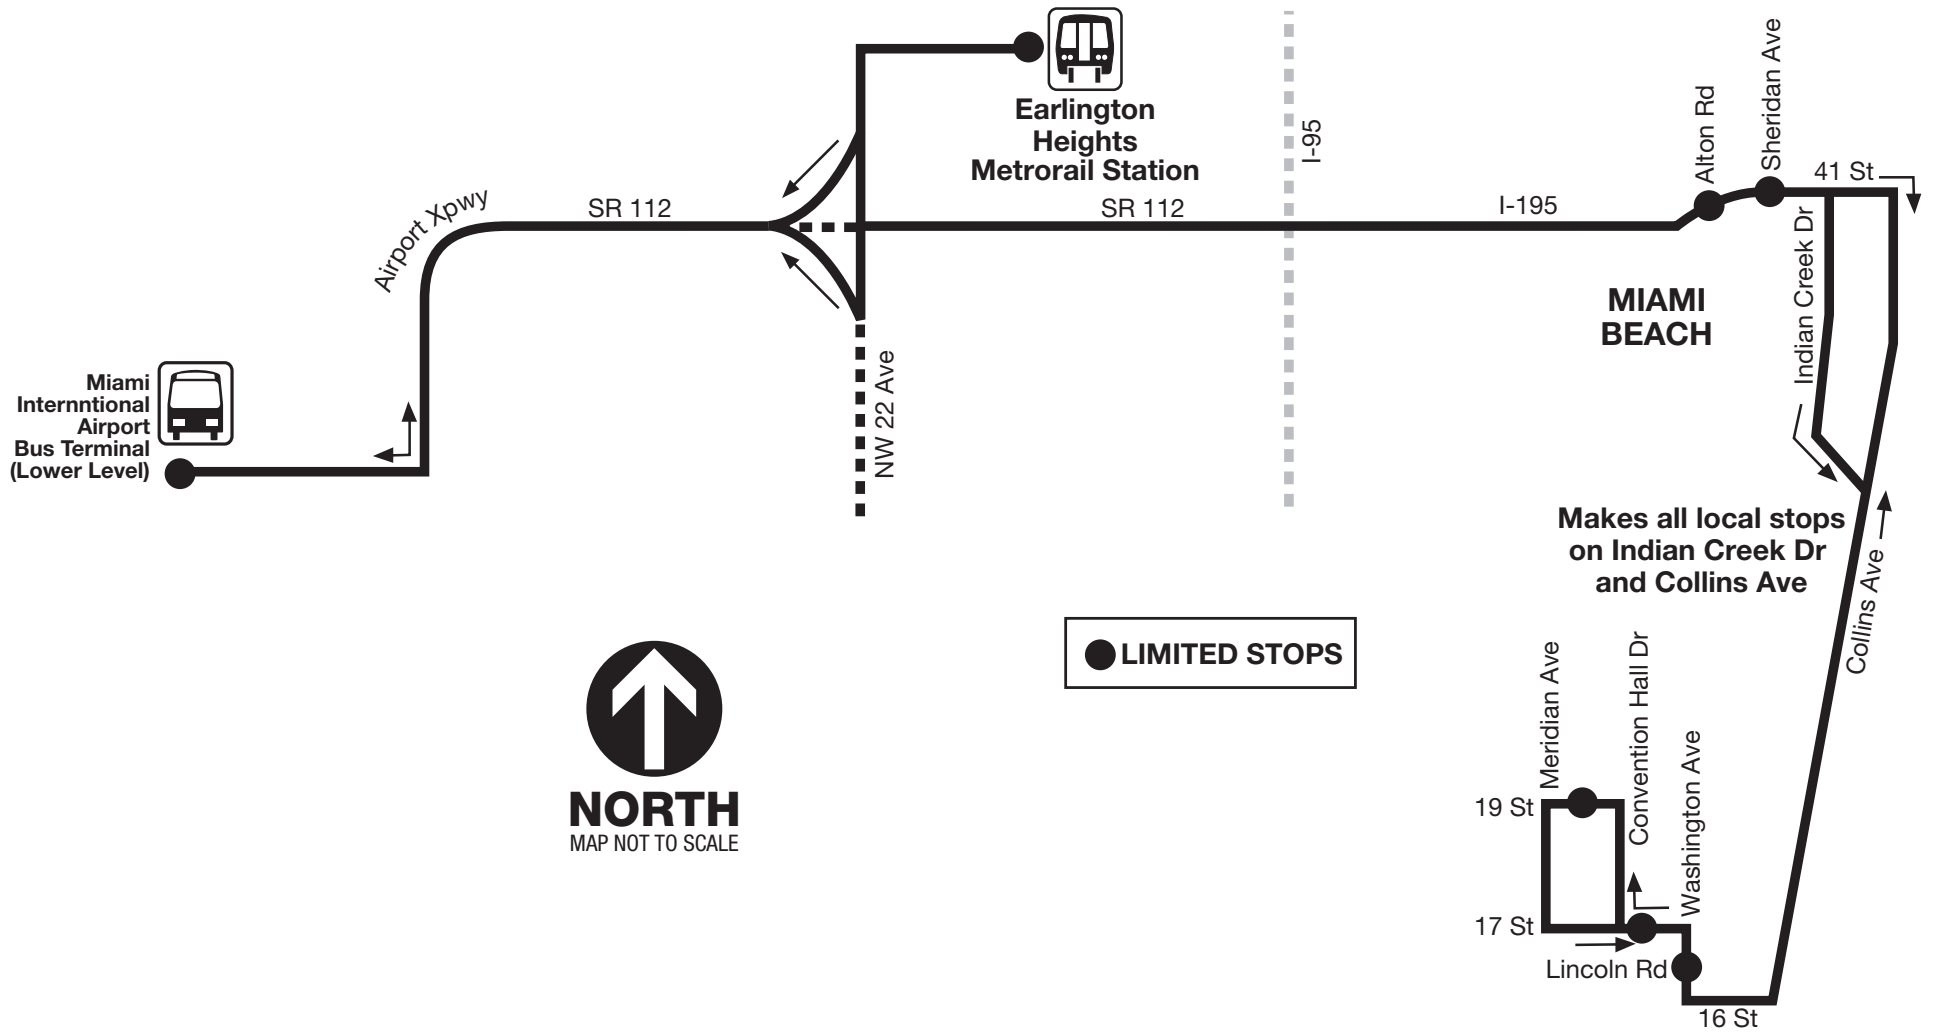 Earlington
Heights
Metrorail Station
I-95
Alton Rd
Sheridan Ave
41 St
Airport Xpwy
SR 112
SR 112
I-195
Indian Creek Dr
MIAMI
BEACH
Miami
Internntional
Airport
Bus Terminal
(Lower Level)
NW 22 Ave
Makes all local stops
on Indian Creek Dr
and Collins Ave
Collins Ave
LIMITED STOPS
NORTH
MAP NOT TO SCALE
Meridian Ave
Convention Hall Dr
Washington Ave
19 St
17 St
Lincoln Rd
16 St